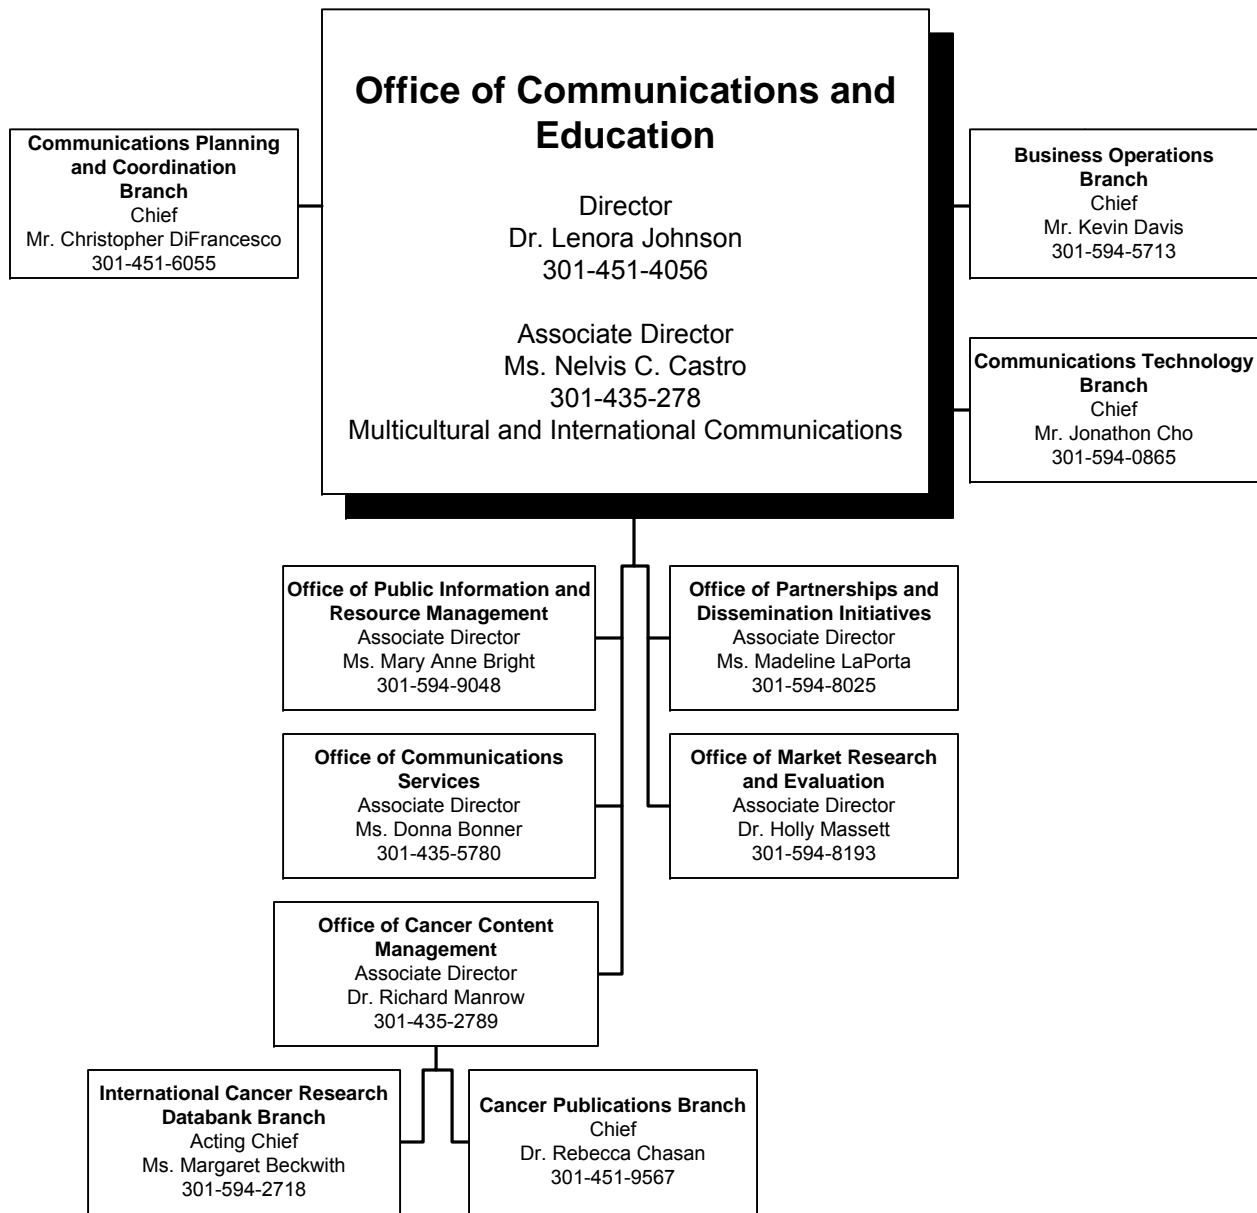 Office of Communications and
Education
Director
Dr. Lenora Johnson
301-451-4056
Associate Director
Ms. Nelvis C. Castro
301-435-278
Multicultural and International Communications
Communications Planning
and Coordination
Branch
Chief
Mr. Christopher DiFrancesco
301-451-6055
Business Operations
Branch
Chief
Mr. Kevin Davis
301-594-5713
Communications Technology
Branch
Chief
Mr. Jonathon Cho
301-594-0865
Office of Public Information and
Resource Management
Associate Director
Ms. Mary Anne Bright
301-594-9048
Office of Partnerships and
Dissemination Initiatives
Associate Director
Ms. Madeline LaPorta
301-594-8025
Office of Communications
Services
Associate Director
Ms. Donna Bonner
301-435-5780
Office of Market Research
and Evaluation
Associate Director
Dr. Holly Massett
301-594-8193
Office of Cancer Content
Management
Associate Director
Dr. Richard Manrow
301-435-2789
International Cancer Research
Databank Branch
Acting Chief
Ms. Margaret Beckwith
301-594-2718
Cancer Publications Branch
Chief
Dr. Rebecca Chasan
301-451-9567